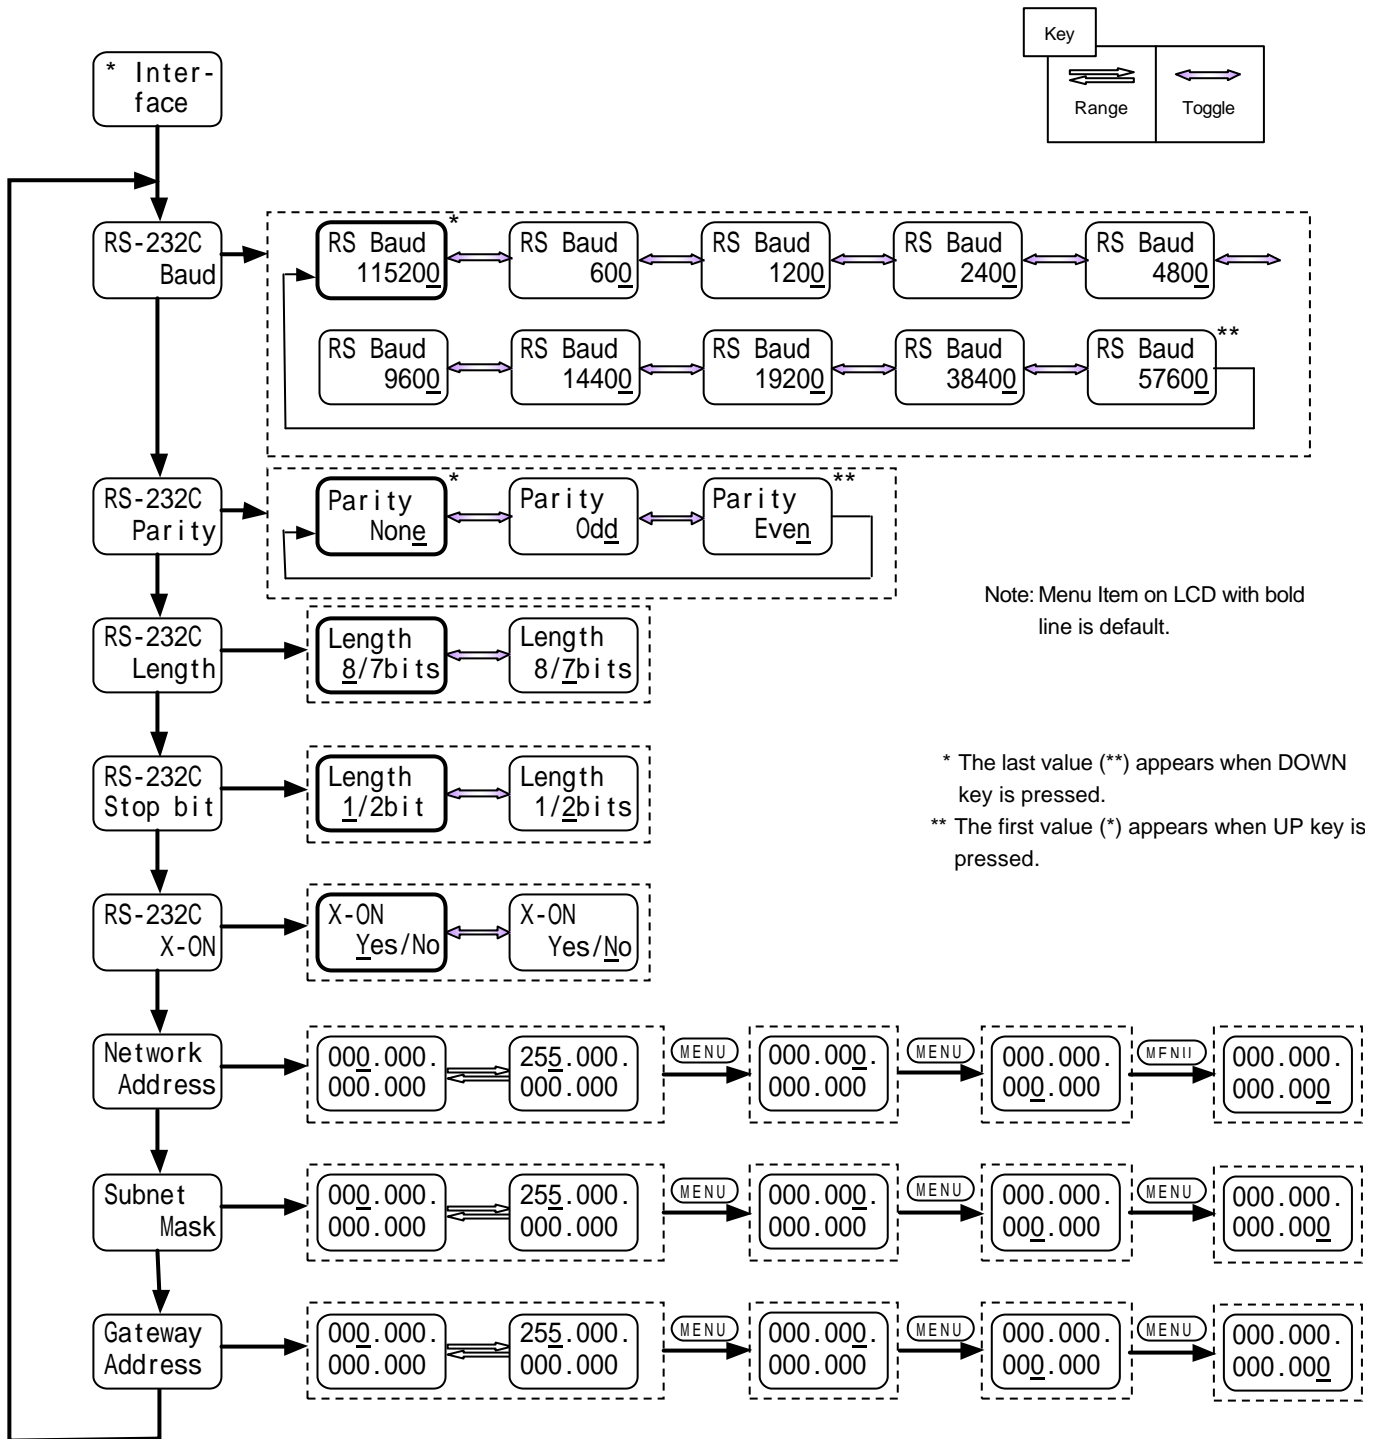 Key
Range
Toggle
* Inter-
face
RS-232C
Baud
RS Baud
115200
*
RS Baud
600
RS Baud
1200
RS Baud
2400
RS Baud
4800
RS Baud
9600
RS Baud
14400
RS Baud
19200
RS Baud
38400
RS Baud
57600
**
RS-232C
Parity
Parity
None
*
Parity
Odd
Parity
Even
**
Note: Menu Item on LCD with bold
line is default.
RS-232C
Length
Length
8/7bits
Length
8/7bits
RS-232C
Stop bit
Length
1/2bit
Length
1/2bits
* The last value (**) appears when DOWN
key is pressed.
** The first value (*) appears when UP key is
pressed.
RS-232C
X-ON
X-ON
Yes/No
X-ON
Yes/No
Network
Address
000.000.
000.000
255.000.
000.000
MENU
000.000.
000.000
MENU
000.000.
000.000
MFNII
000.000.
000.000
Subnet
Mask
000.000.
000.000
255.000.
000.000
MENU
000.000.
000.000
MENU
000.000.
000.000
MENU
000.000.
000.000
Gateway
Address
000.000.
000.000
255.000.
000.000
MENU
000.000.
000.000
MENU
000.000.
000.000
MENU
000.000.
000.000